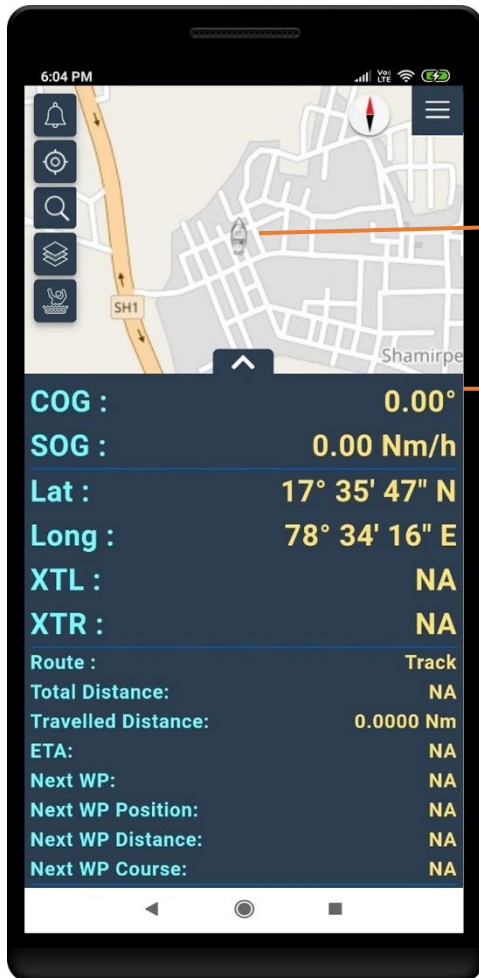 6:04 PM
Vo) LTE
SH1
Shamirpe
COG : 0.00°
SOG : 0.00 Nm/h
Lat : 17° 35' 47" N
Long : 78° 34' 16" E
XTL : NA
XTR : NA
Route : Track
Total Distance: NA
Travelled Distance: 0.0000 Nm
ETA: NA
Next WP: NA
Next WP Position: NA
Next WP Distance: NA
Next WP Course: NA